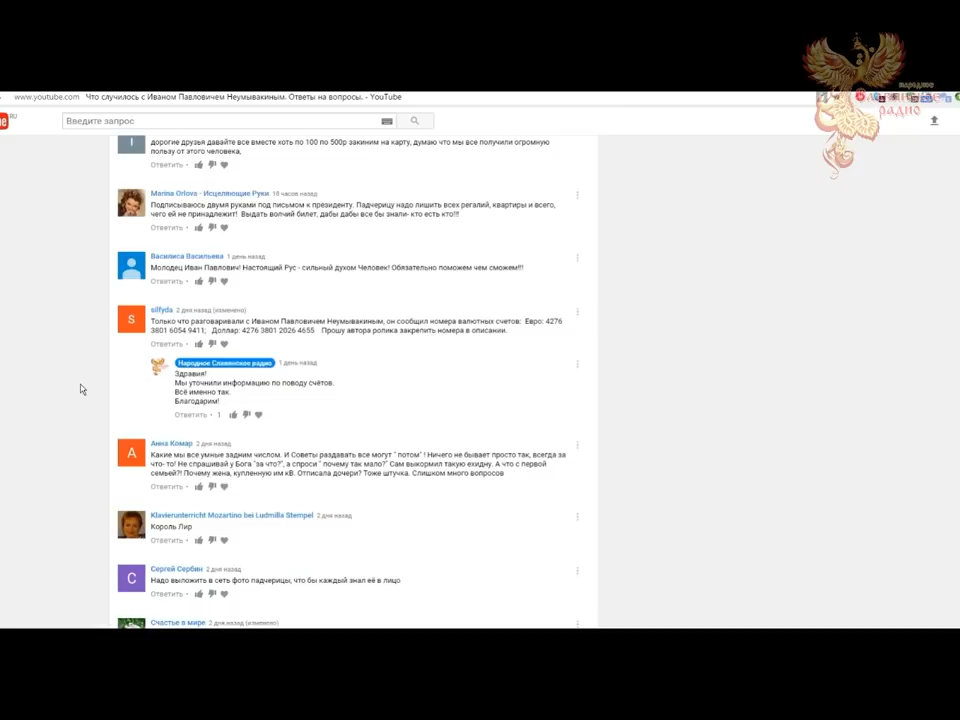 народное
Славянское
радио
www.youtube.com Что случилось с Иваном Павловичем Неумывакиным. Ответы на вопросы. - YouTube
RU
Введите запрос
дорогие друзья давайте все вместе хоть по 100 по 500р закиним на карту, думаю что мы все получили огромную
пользу от этого человека,
Ответить •
Marina Orlova - Исцеляющие Руки 18 часов назад
Подписываюсь двумя руками под письмом к президенту. Падчерицу надо лишить всех регалий, квартиры и всего,
чего ей не принадлежит! Выдать волчий билет, дабы дабы все бы знали- кто есть кто!!!
Ответить •
Василиса Васильева 1 день назад
Молодец Иван Павлович! Настоящий Рус - сильный духом Человек! Обязательно поможем чем сможем!!!
Ответить •
S
silfyda 2 дня назад (изменено)
Только что разговаривали с Иваном Павловичем Неумывакиным, он сообщил номера валютных счетов: Евро: 4276
3801 6054 9411; Доллар: 4276 3801 2026 4655 Прошу автора ролика закрепить номера в описании.
Ответить •
Народное Славянское радио 1 день назад
Здравия!
Мы уточнили информацию по поводу счётов.
Всё именно так.
Благодарим!
Ответить • 1
A
Анна Комар 2 дня назад
Какие мы все умные задним числом. И Советы раздавать все могут " потом" ! Ничего не бывает просто так, всегда за
что- то! Не спрашивай у Бога "за что?", а спроси " почему так мало?" Сам выкормил такую ехидну. А что с первой
семьей?! Почему жена, купленную им кВ. Отписала дочери? Тоже штучка. Слишком много вопросов
Ответить •
Klavierunterricht Mozartino bei Ludmilla Stempel 2 дня назад
Король Лир
Ответить •
C
Сергей Сербин 2 дня назад
Надо выложить в сеть фото падчерицы, что бы каждый знал её в лицо
Ответить •
Счастье в мире 2 дня назад (изменено)